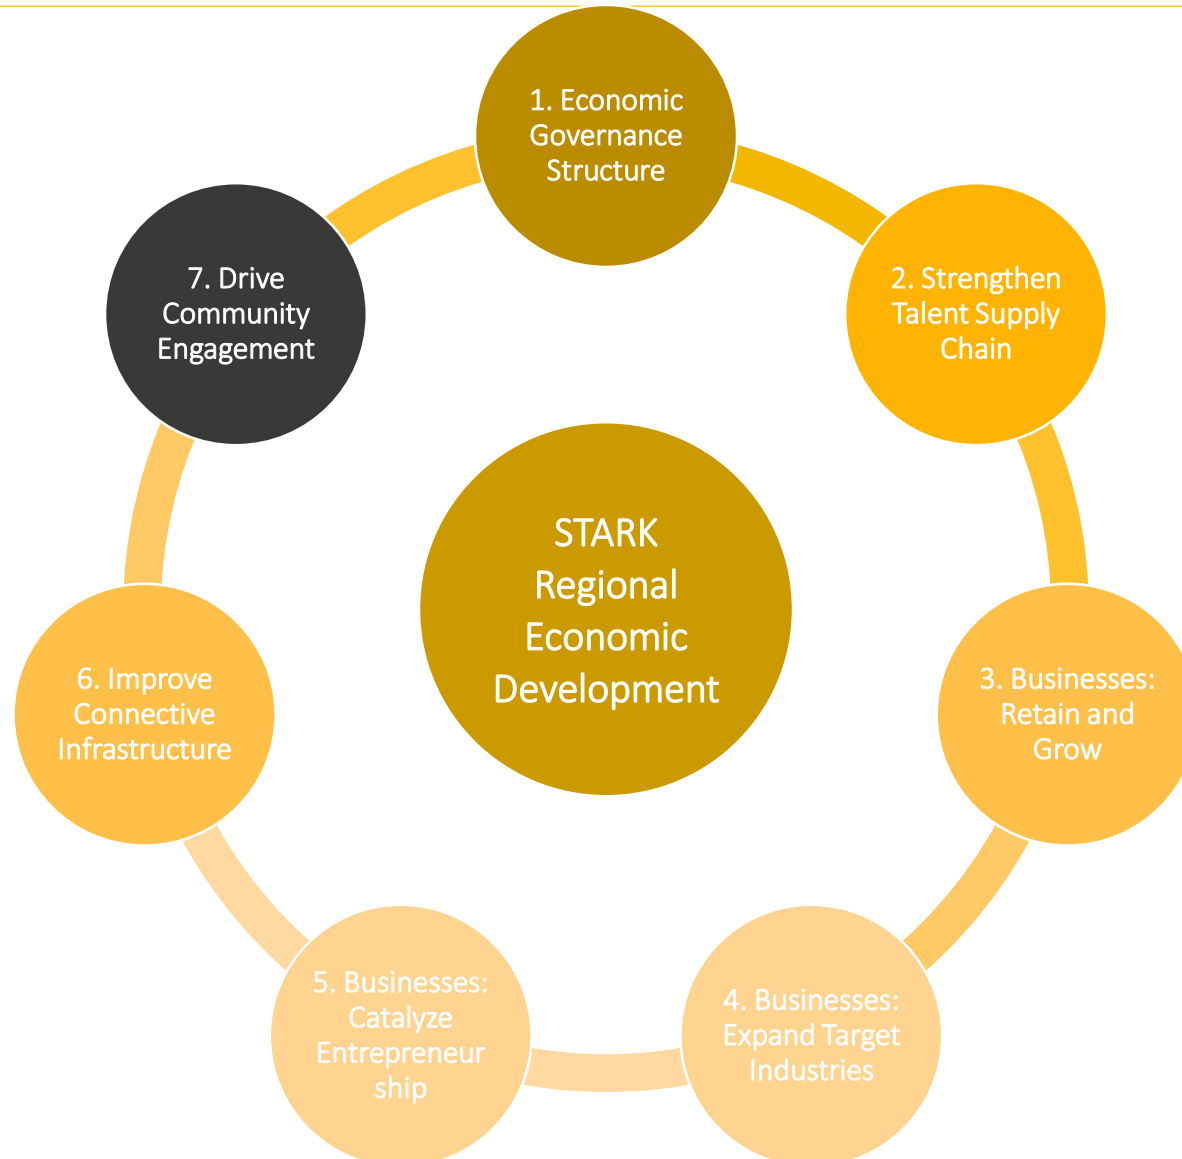 1. Economic
Governance
Structure
2. Strengthen
Talent Supply
Chain
3. Businesses:
Retain and
Grow
4. Businesses:
Expand Target
Industries
5. Businesses:
Catalyze
Entrepreneur
ship
6. Improve
Connective
Infrastructure
7. Drive
Community
Engagement
STARK
Regional
Economic
Development